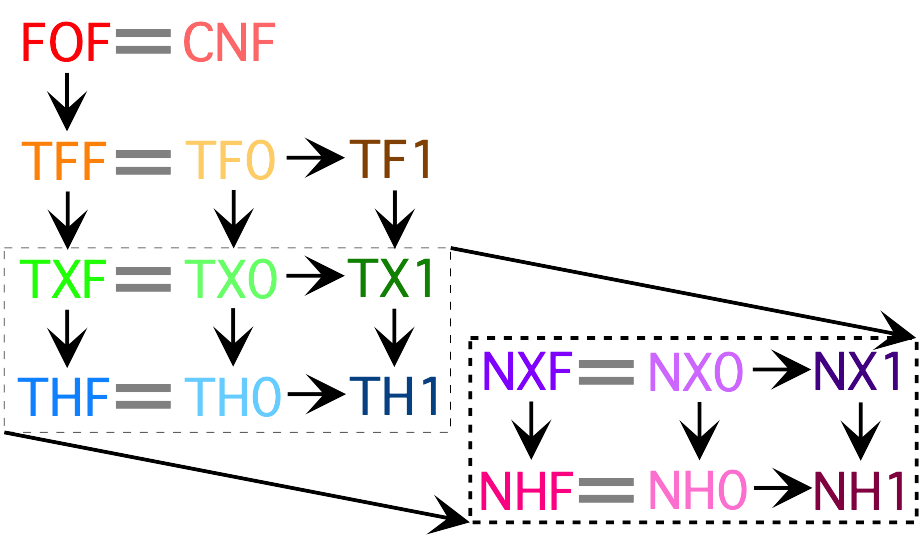 FOF CNF
TFF TF0 TF1
TXF TX0 TX1
THF TH0 TH1
NXF NX0 NX1
NHF NH0 NH1